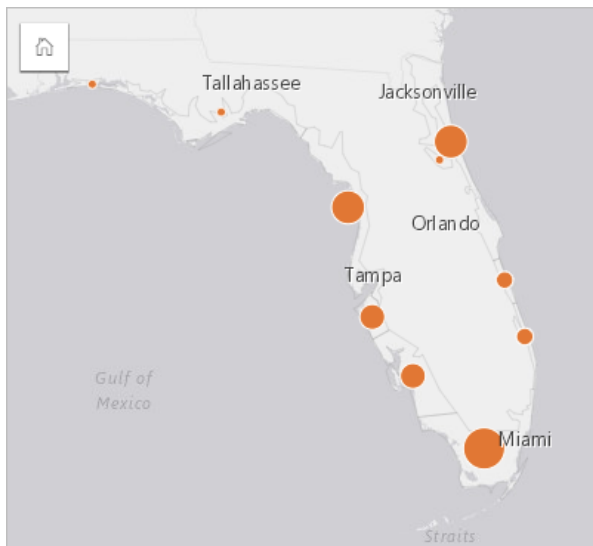 Tallahassee
Jacksonville
Orlando
Tampa
Gulf of
Mexico
Miami
Straits